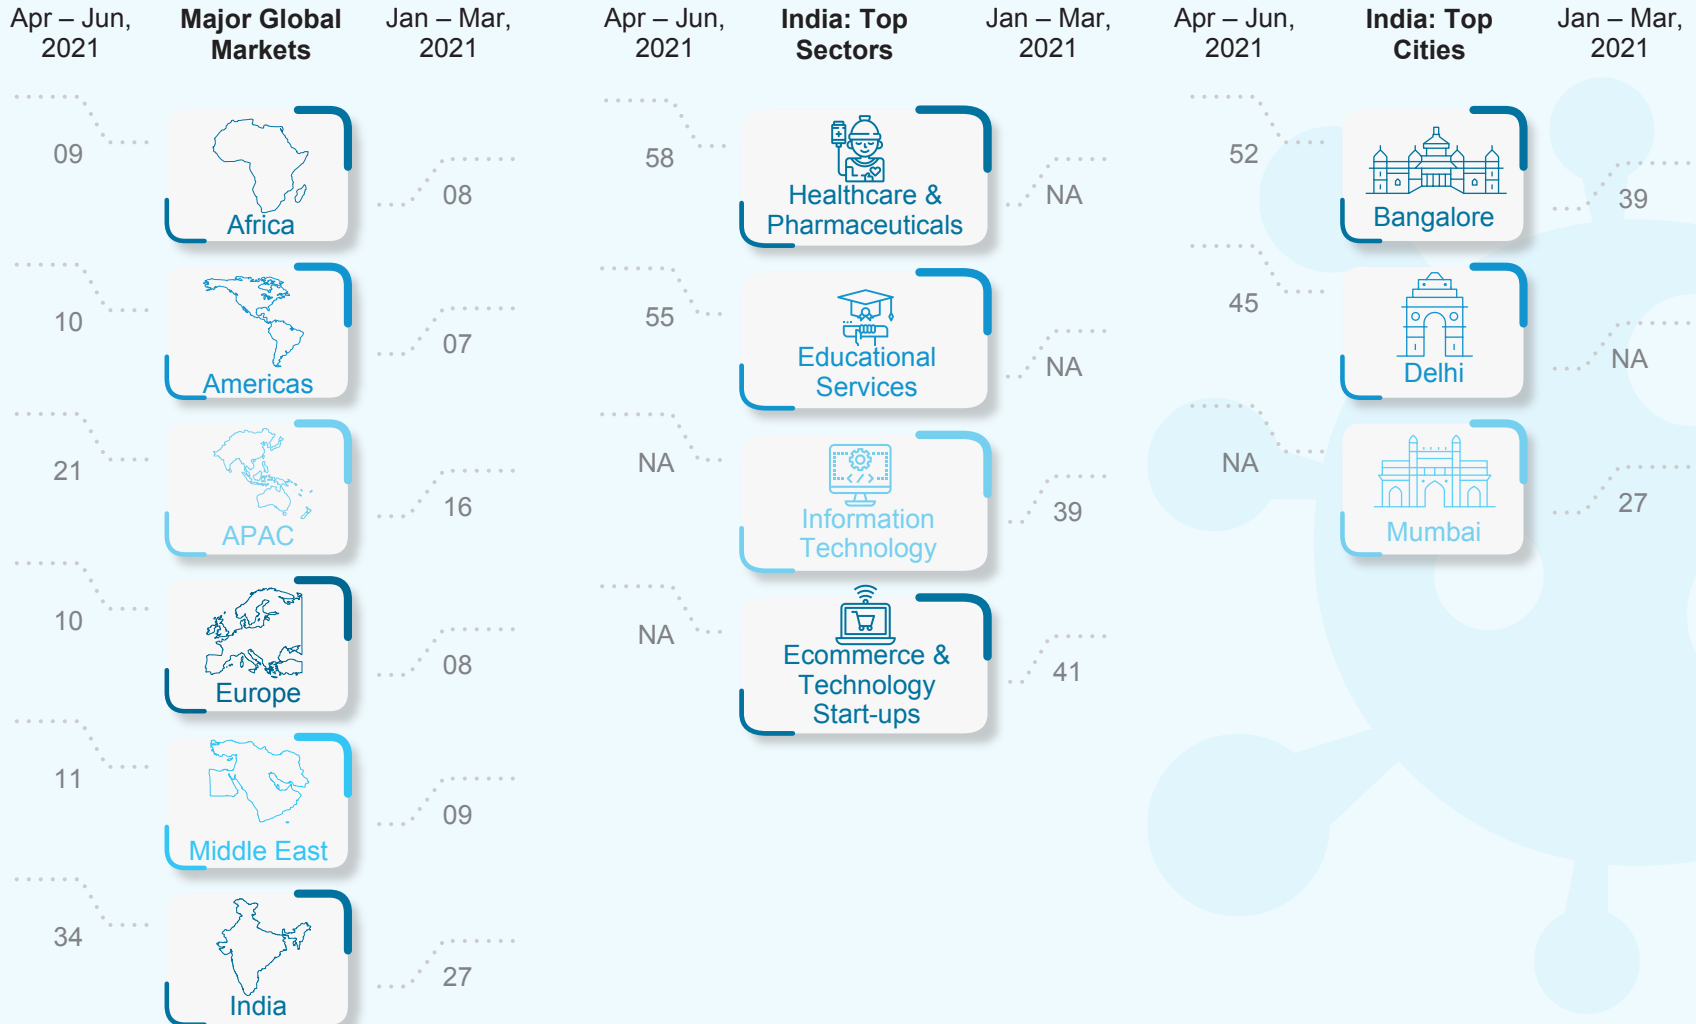 Apr – Jun,
2021
Major Global
Markets
Jan – Mar,
2021
09
Africa
08
10
Americas
07
21
APAC
16
10
Europe
08
11
Middle East
09
34
India
27
Apr – Jun,
2021
India: Top
Sectors
Jan – Mar,
2021
58
Healthcare &
Pharmaceuticals
NA
55
Educational
Services
NA
NA
Information
Technology
39
NA
Ecommerce &
Technology
Start-ups
41
Apr – Jun,
2021
India: Top
Cities
Jan – Mar,
2021
52
Bangalore
39
45
Delhi
NA
NA
Mumbai
27